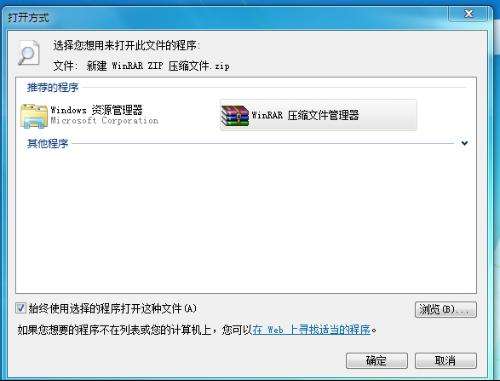 打开方式
选择您想用来打开此文件的程序:
文件: 新建 WinRAR ZIP 压缩文件.zip
推荐的程序
Windows 资源管理器
Microsoft Corporation
WinRAR 压缩文件管理器
其他程序
始终使用选择的程序打开这种文件(A)
浏览(B)...
如果您想要的程序不在列表或您的计算机上，您可以在 Web 上寻找适当的程序。
确定
取消